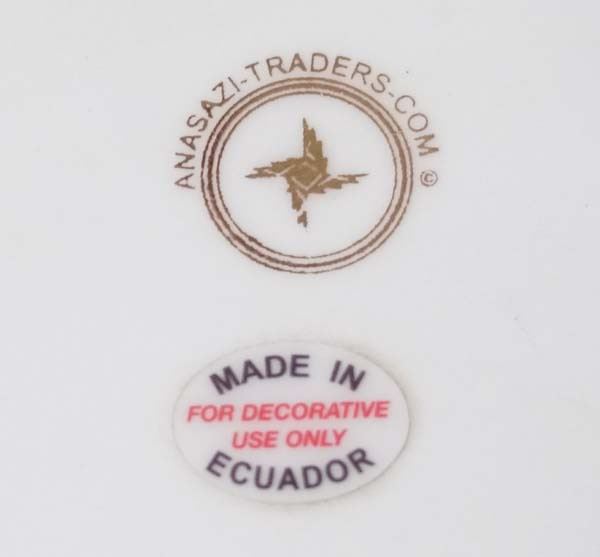 ANASAZI-TRADERS-COM ©
MADE IN
FOR DECORATIVE
USE ONLY
ECUADOR